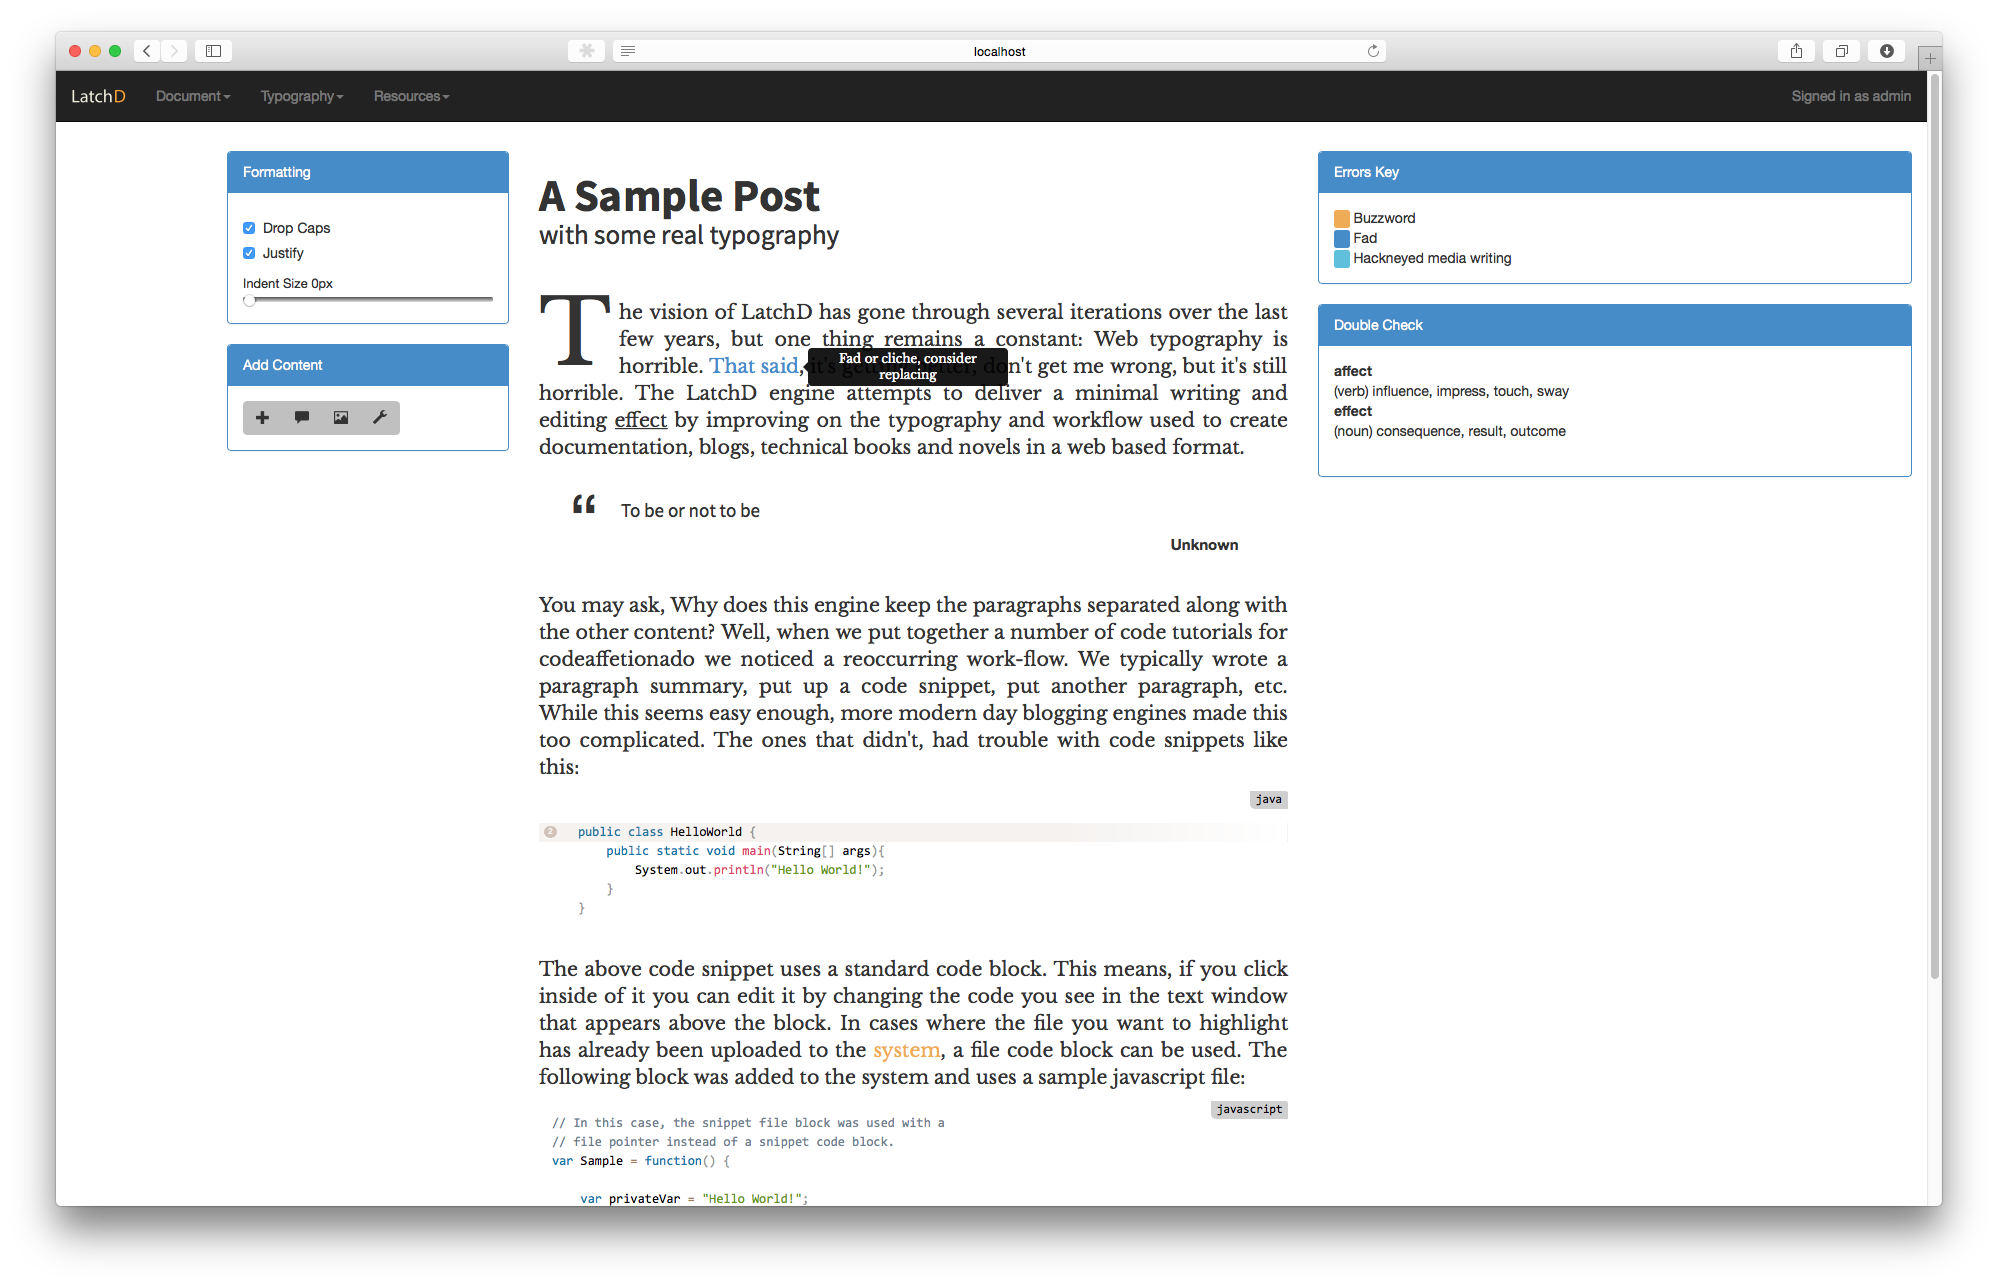 localhost
LatchD Document Typography Resources Signed in as admin
Formatting
Drop Caps
Justify
Indent Size 0px
Add Content
A Sample Post
with some real typography
The vision of LatchD has gone through several iterations over the last
few years, but one thing remains a constant: Web typography is
horrible. That said, it's getting better, don't get me wrong, but it's still
Fad or cliche, consider
replacing
horrible. The LatchD engine attempts to deliver a minimal writing and
editing effect by improving on the typography and workflow used to create
documentation, blogs, technical books and novels in a web based format.
“ To be or not to be
Unknown
You may ask, Why does this engine keep the paragraphs separated along with
the other content? Well, when we put together a number of code tutorials for
codeaffetionado we noticed a reoccurring work-flow. We typically wrote a
paragraph summary, put up a code snippet, put another paragraph, etc.
While this seems easy enough, more modern day blogging engines made this
too complicated. The ones that didn't, had trouble with code snippets like
this:
java
2 public class HelloWorld {
public static void main(String[] args){
System.out.println("Hello World!");
}
}
The above code snippet uses a standard code block. This means, if you click
inside of it you can edit it by changing the code you see in the text window
that appears above the block. In cases where the file you want to highlight
has already been uploaded to the system, a file code block can be used. The
following block was added to the system and uses a sample javascript file:
javascript
// In this case, the snippet file block was used with a
// file pointer instead of a snippet code block.
var Sample = function() {
var privateVar = "Hello World!";
Errors Key
Buzzword
Fad
Hackneyed media writing
Double Check
affect
(verb) influence, impress, touch, sway
effect
(noun) consequence, result, outcome